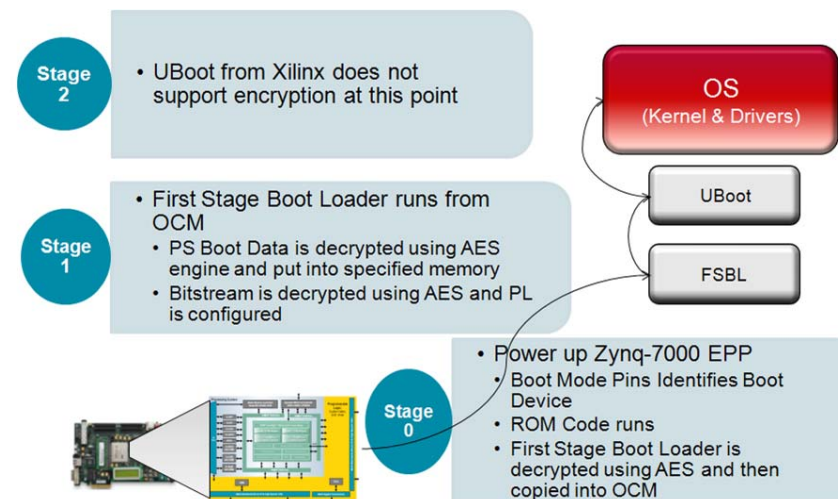 Stage
2
• UBoot from Xilinx does not
support encryption at this point
OS
(Kernel & Drivers)
UBoot
FSBL
Stage
1
• First Stage Boot Loader runs from
OCM
• PS Boot Data is decrypted using AES
engine and put into specified memory
• Bitstream is decrypted using AES and PL
is configured
Stage
0
• Power up Zynq-7000 EPP
• Boot Mode Pins Identifies Boot
Device
• ROM Code runs
• First Stage Boot Loader is
decrypted using AES and then
copied into OCM